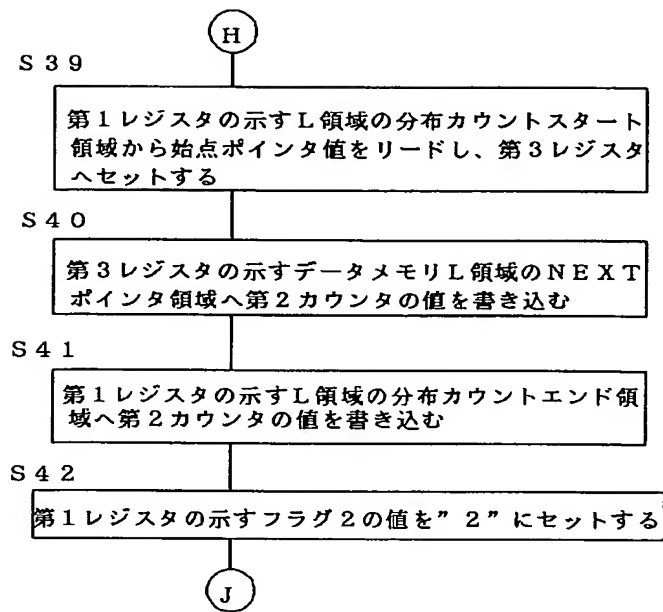 H
S39
第1レジスタの示すL領域の分布カウントスタート
領域から始点ポインタ値をリードし、第3レジスタ
へセットする
S40
第3レジスタの示すデータメモリL領域のNEXT
ポインタ領域へ第2カウンタの値を書き込む
S41
第1レジスタの示すL領域の分布カウントエンド領
域へ第2カウンタの値を書き込む
S42
第1レジスタの示すフラグ2の値を"2"にセットする
J